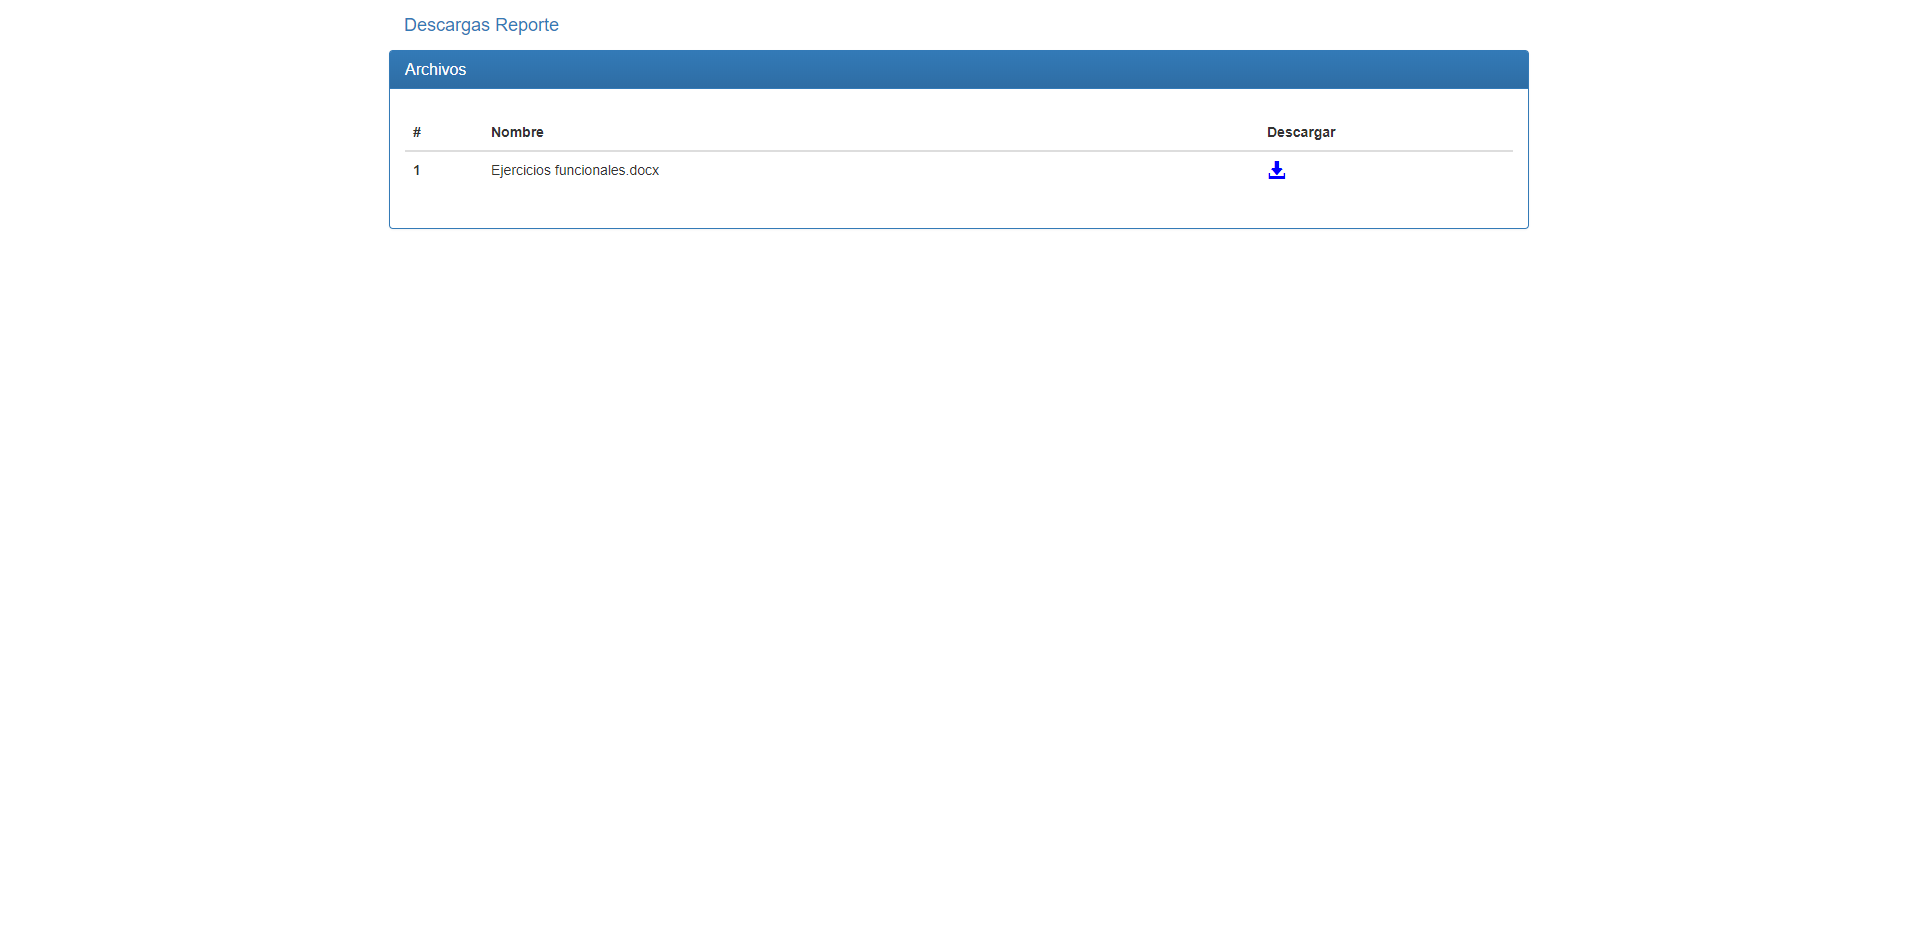 Descargas Reporte
Archivos
# Nombre Descargar
1 Ejercicios funcionales.docx